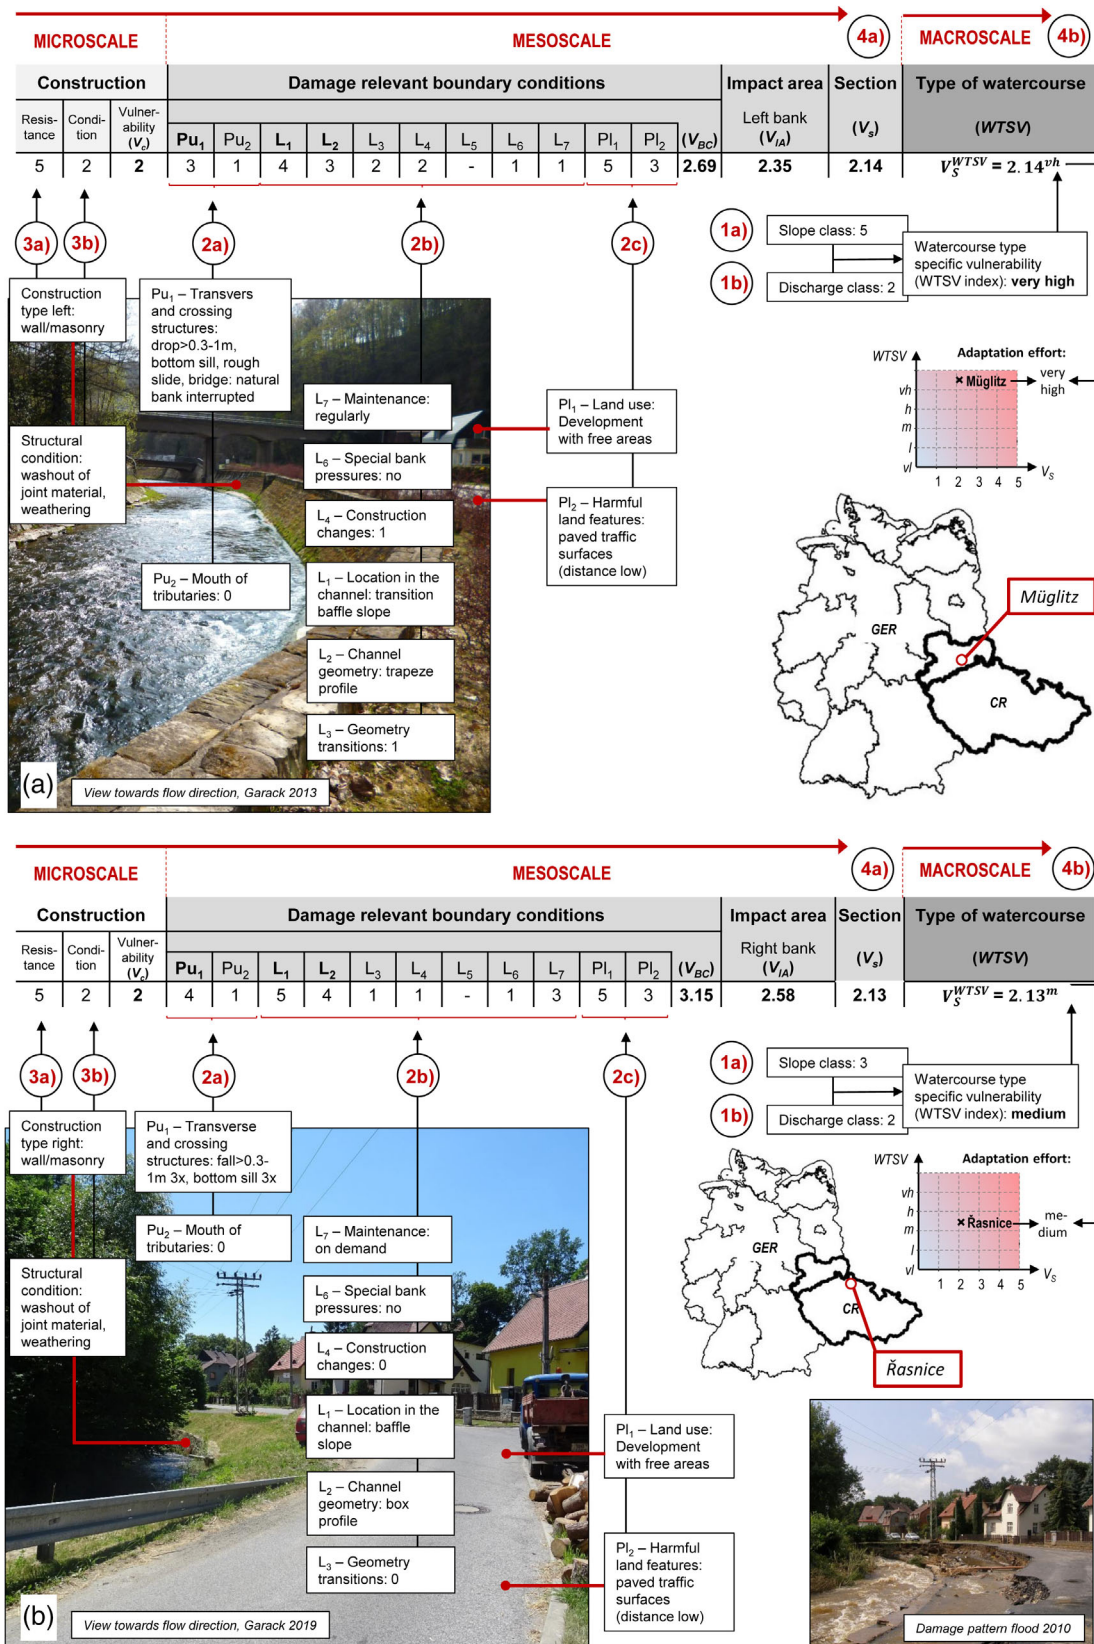 MICROSCALE
MESOSCALE
4a)
MACROSCALE
4b)
Construction
Damage relevant boundary conditions
Impact area
Section
Type of watercourse
Resis-
tance
Condi-
tion
Vulner-
ability
(Vc)
Pu1
Pu2
L1
L2
L3
L4
L5
L6
L7
Pl1
Pl2
(VBC)
Left bank
(VIA)
(Vs)
(WTSV)
5 2 2 3 1 4 3 2 2 - 1 1 5 3 2.69 2.35 2.14 V_S^WTSV = 2.14^vh
3a)
3b)
2a)
2b)
2c)
1a)
Slope class: 5
1b)
Discharge class: 2
Watercourse type
specific vulnerability
(WTSV index): very high
Construction
type left:
wall/masonry
Pu1 – Transvers
and crossing
structures:
drop>0.3-1m,
bottom sill, rough
slide, bridge: natural
bank interrupted
Structural
condition:
washout of
joint material,
weathering
Pu2 – Mouth of
tributaries: 0
L7 – Maintenance:
regularly
L6 – Special bank
pressures: no
L4 – Construction
changes: 1
L1 – Location in the
channel: transition
baffle slope
L2 – Channel
geometry: trapeze
profile
L3 – Geometry
transitions: 1
Pl1 – Land use:
Development
with free areas
Pl2 – Harmful
land features:
paved traffic
surfaces
(distance low)
WTSV
Adaptation effort:
vh
h
m
l
vl
Müglitz
very
high
1 2 3 4 5
VS
GER
CR
Müglitz
(a)
View towards flow direction, Garack 2013
MICROSCALE
MESOSCALE
4a)
MACROSCALE
4b)
Construction
Damage relevant boundary conditions
Impact area
Section
Type of watercourse
Resis-
tance
Condi-
tion
Vulner-
ability
(Vc)
Pu1
Pu2
L1
L2
L3
L4
L5
L6
L7
Pl1
Pl2
(VBC)
Right bank
(VIA)
(Vs)
(WTSV)
5 2 2 4 1 5 4 1 1 - 1 3 5 3 3.15 2.58 2.13 V_S^WTSV = 2.13^m
3a)
3b)
2a)
2b)
2c)
1a)
Slope class: 3
1b)
Discharge class: 2
Watercourse type
specific vulnerability
(WTSV index): medium
Construction
type right:
wall/masonry
Pu1 – Transverse
and crossing
structures: fall>0.3-
1m 3x, bottom sill 3x
Pu2 – Mouth of
tributaries: 0
Structural
condition:
washout of
joint material,
weathering
L7 – Maintenance:
on demand
L6 – Special bank
pressures: no
L4 – Construction
changes: 0
L1 – Location in the
channel: baffle
slope
L2 – Channel
geometry: box
profile
L3 – Geometry
transitions: 0
Pl1 – Land use:
Development
with free areas
Pl2 – Harmful
land features:
paved traffic
surfaces
(distance low)
WTSV
Adaptation effort:
vh
h
m
l
vl
Řasnice
me-
dium
1 2 3 4 5
VS
GER
CR
Řasnice
(b)
View towards flow direction, Garack 2019
Damage pattern flood 2010